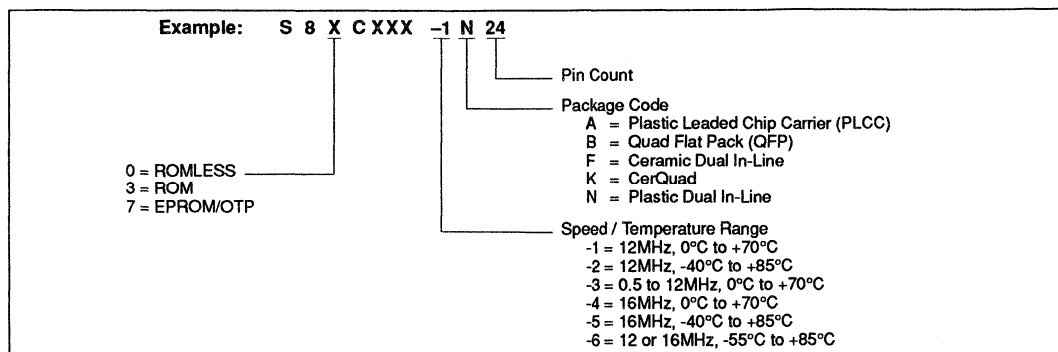 Example: S 8 X C X X X –1 N 24
Pin Count
Package Code
A = Plastic Leaded Chip Carrier (PLCC)
B = Quad Flat Pack (QFP)
F = Ceramic Dual In-Line
K = CerQuad
N = Plastic Dual In-Line
0 = ROMLESS
3 = ROM
7 = EPROM/OTP
Speed / Temperature Range
-1 = 12MHz, 0°C to +70°C
-2 = 12MHz, -40°C to +85°C
-3 = 0.5 to 12MHz, 0°C to +70°C
-4 = 16MHz, 0°C to +70°C
-5 = 16MHz, -40°C to +85°C
-6 = 12 or 16MHz, -55°C to +85°C